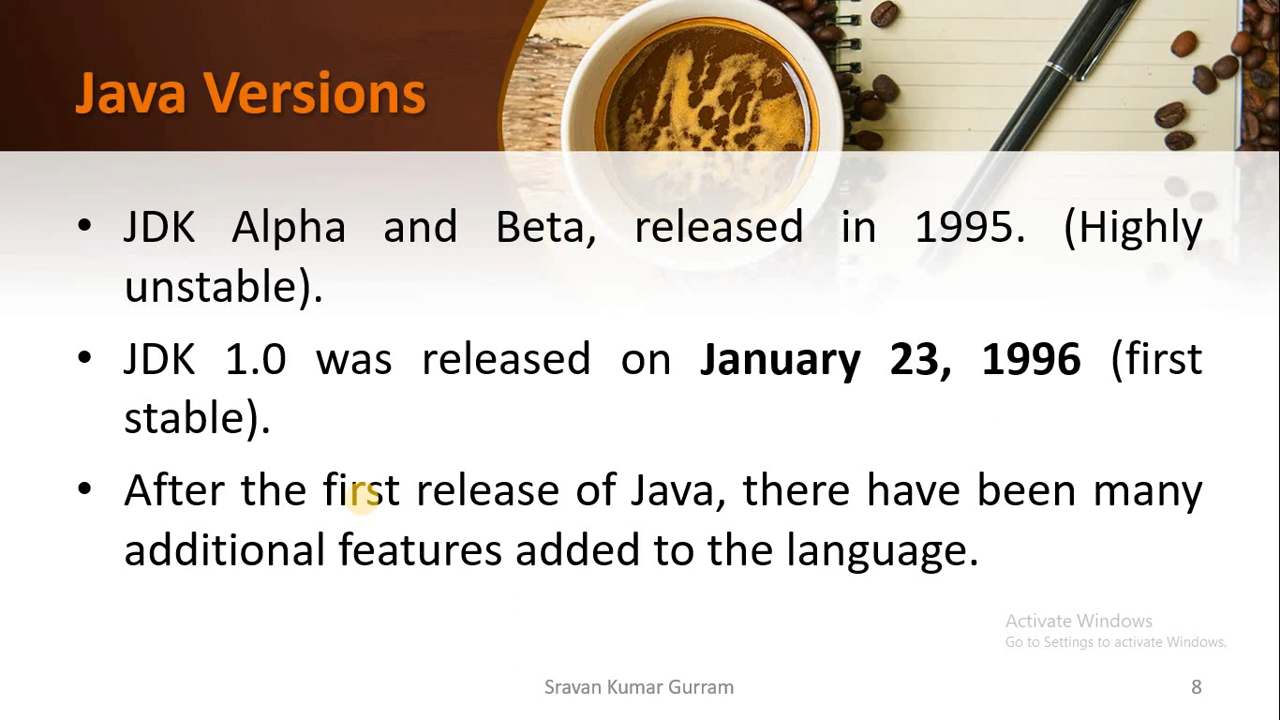 Java Versions
• JDK Alpha and Beta, released in 1995. (Highly
unstable).
• JDK 1.0 was released on January 23, 1996 (first
stable).
• After the first release of Java, there have been many
additional features added to the language.
Activate Windows
Go to Settings to activate Windows.
Sravan Kumar Gurram
8